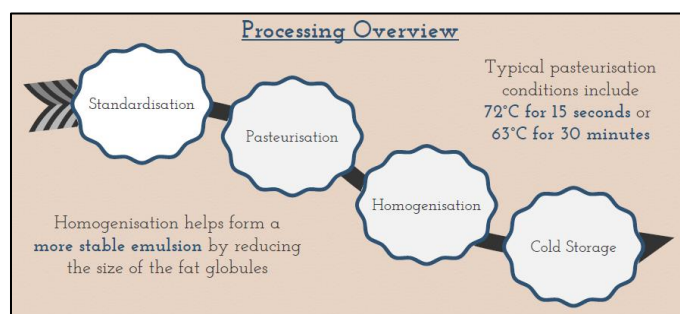 Processing Overview
Standardisation
Pasteurisation
Homogenisation
Cold Storage
Typical pasteurisation
conditions include
72°C for 15 seconds or
63°C for 30 minutes
Homogenisation helps form a
more stable emulsion by reducing
the size of the fat globules